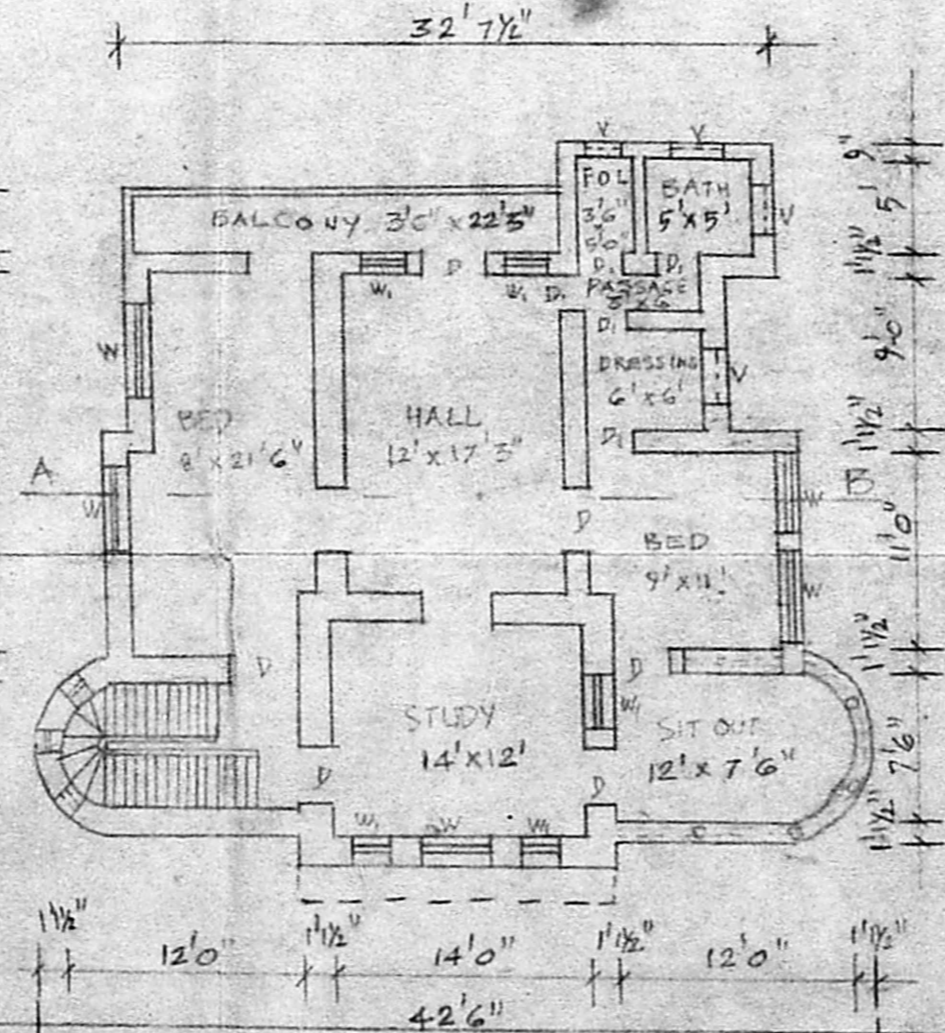 32' 7½"
V
V
FOL
BATH
3'6"
5'0"
5'X5'
V
BALCONY 3'6" x 22'3"
D
D1
D1
W1
W1
D1
PASSAGE
D1
W
DRESSING
V
6' x 6'
BED
HALL
D1
8' x 21'6"
12' x 17'3"
A
B
W
W
D
BED
9' x 11'
W
D
D
STUDY
W1
SIT OUT
14' x 12'
12' x 7'6"
D
D
W1
W
W1
9"
5'
1'1½"
9'0"
1'1½"
11'0"
1'1½"
7'6"
1'1½"
1'1½"
12'0"
1'1½"
14'0"
1'1½"
12'0"
1'1½"
42'6"